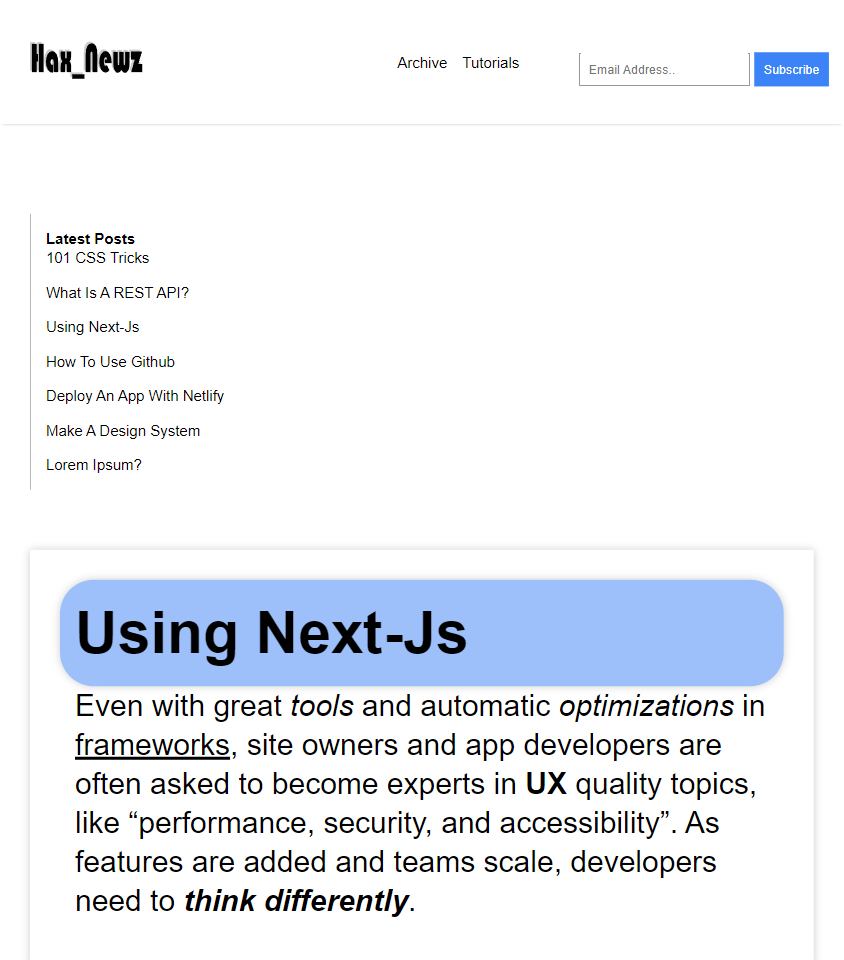 Hax_Newz
Archive Tutorials
Email Address..
Subscribe
Latest Posts
101 CSS Tricks
What Is A REST API?
Using Next-Js
How To Use Github
Deploy An App With Netlify
Make A Design System
Lorem Ipsum?
Using Next-Js
Even with great tools and automatic optimizations in
frameworks, site owners and app developers are
often asked to become experts in UX quality topics,
like “performance, security, and accessibility”. As
features are added and teams scale, developers
need to think differently.